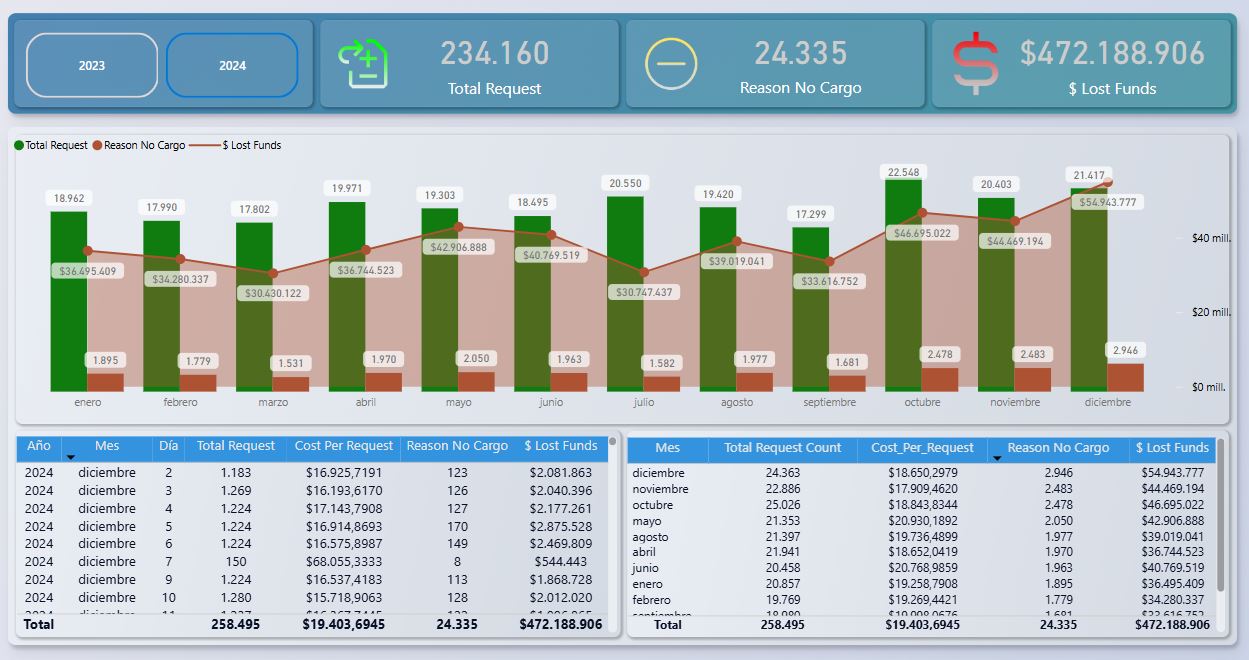 2023
2024
234.160
Total Request
24.335
Reason No Cargo
$472.188.906
$ Lost Funds
Total Request Reason No Cargo $ Lost Funds
18.962 17.990 17.802 19.971 19.303 18.495 20.550 19.420 17.299 22.548 20.403 21.417
$36.495.409 $34.280.337 $30.430.122 $36.744.523 $42.906.888 $40.769.519 $30.747.437 $39.019.041 $33.616.752 $46.695.022 $44.469.194 $54.943.777
1.895 1.779 1.531 1.970 2.050 1.963 1.582 1.977 1.681 2.478 2.483 2.946
$40 mill.
$20 mill.
$0 mill.
enero febrero marzo abril mayo junio julio agosto septiembre octubre noviembre diciembre
Año Mes Día Total Request Cost Per Request Reason No Cargo $ Lost Funds
2024 diciembre 2 1.183 $16.925,7191 123 $2.081.863
2024 diciembre 3 1.269 $16.193,6170 126 $2.040.396
2024 diciembre 4 1.224 $17.143,7908 127 $2.177.261
2024 diciembre 5 1.224 $16.914,8693 170 $2.875.528
2024 diciembre 6 1.224 $16.575,8987 149 $2.469.809
2024 diciembre 7 150 $68.055,3333 8 $544.443
2024 diciembre 9 1.224 $16.537,4183 113 $1.868.728
2024 diciembre 10 1.280 $15.718,9063 128 $2.012.020
Total 258.495 $19.403,6945 24.335 $472.188.906
Mes Total Request Count Cost_Per_Request Reason No Cargo $ Lost Funds
diciembre 24.363 $18.650,2979 2.946 $54.943.777
noviembre 22.886 $17.909,4620 2.483 $44.469.194
octubre 25.026 $18.843,8344 2.478 $46.695.022
mayo 21.353 $20.930,1892 2.050 $42.906.888
agosto 21.397 $19.736,4899 1.977 $39.019.041
abril 21.941 $18.652,0419 1.970 $36.744.523
junio 20.458 $20.768,9859 1.963 $40.769.519
enero 20.857 $19.258,7908 1.895 $36.495.409
febrero 19.769 $19.269,4421 1.779 $34.280.337
Total 258.495 $19.403,6945 24.335 $472.188.906